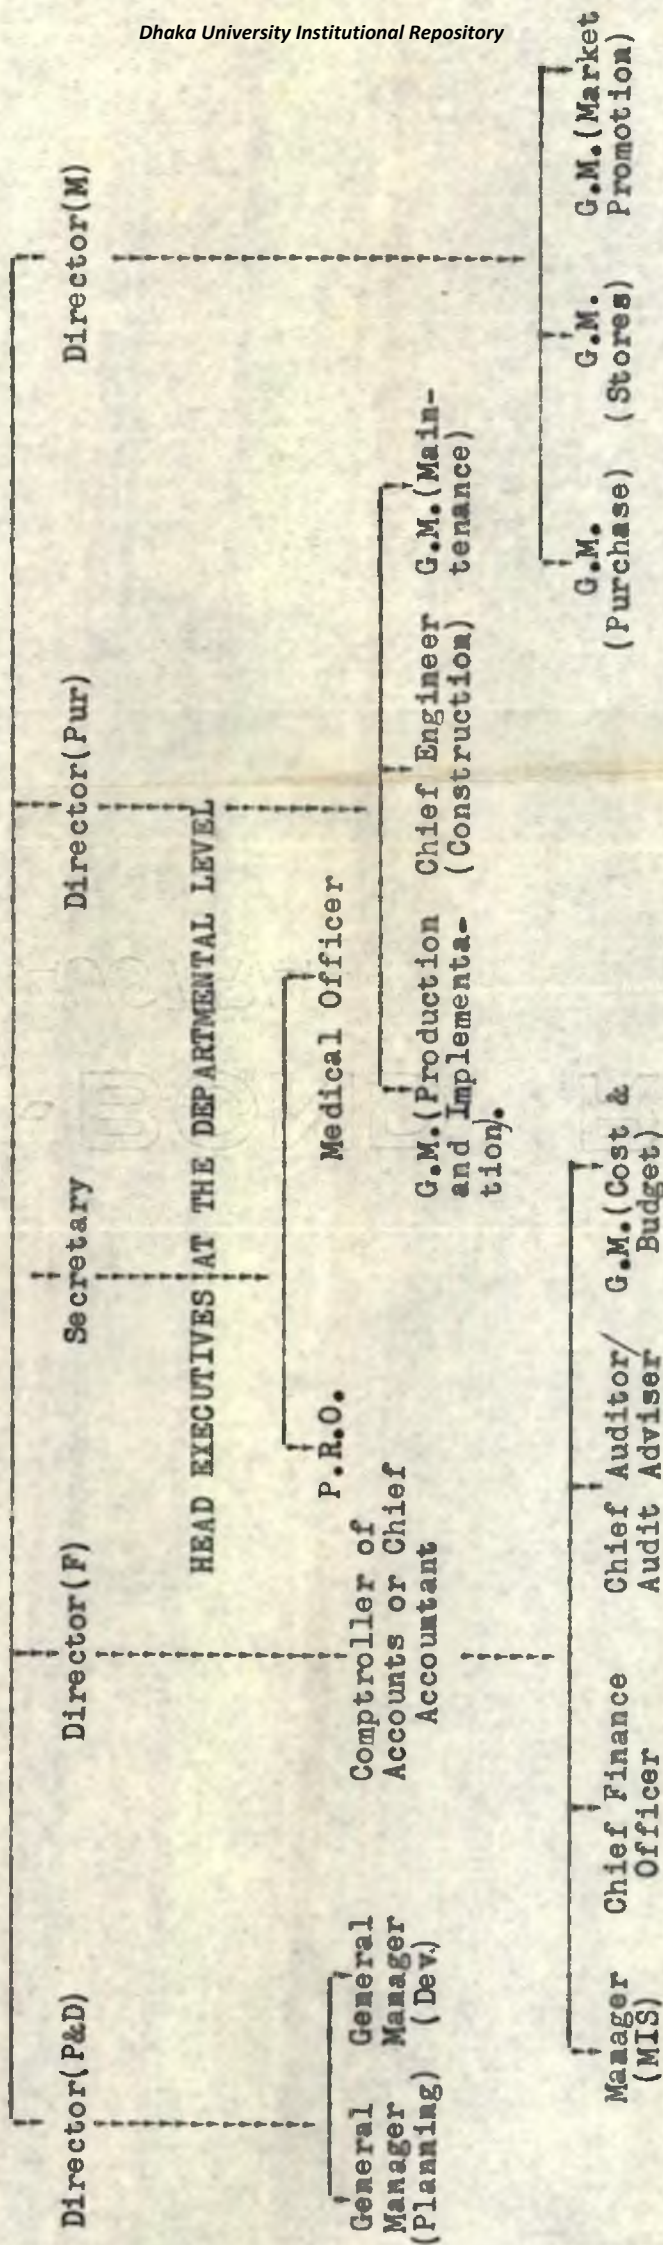 Dhaka University Institutional Repository
Director(P&D)
Director(F)
Secretary
Director(Pur)
Director(M)
HEAD EXECUTIVES AT THE DEPARTMENTAL LEVEL
General
Manager
(Planning)
General
Manager
(Dev.)
Comptroller of
Accounts or Chief
Accountant
P.R.O.
Medical Officer
G.M.(Production
and Implementa-
tion).
Chief Engineer
(Construction)
G.M.(Main-
tenance)
Manager
(MIS)
Chief Finance
Officer
Chief Auditor/
Audit Adviser
G.M.(Cost &
Budget)
G.M.
(Purchase)
G.M.
(Stores)
G.M.(Market
Promotion)